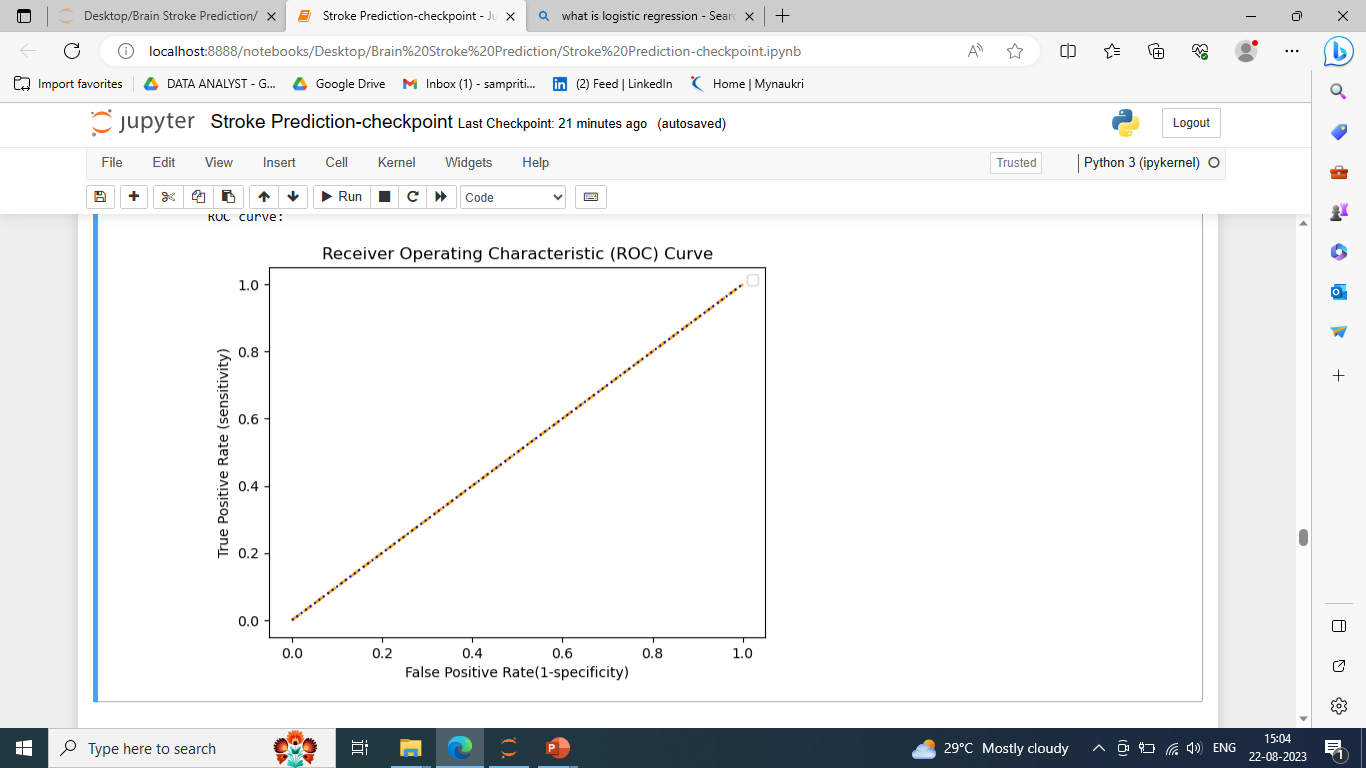 Desktop/Brain Stroke Prediction/
Stroke Prediction-checkpoint - Ju
what is logistic regression - Searc
localhost:8888/notebooks/Desktop/Brain%20Stroke%20Prediction/Stroke%20Prediction-checkpoint.ipynb
Import favorites
DATA ANALYST - G...
Google Drive
Inbox (1) - sampriti...
(2) Feed | LinkedIn
Home | Mynaukri
jupyter Stroke Prediction-checkpoint Last Checkpoint: 21 minutes ago (autosaved)
Logout
File Edit View Insert Cell Kernel Widgets Help
Trusted
Python 3 (ipykernel)
Run
Code
ROC curve:
Receiver Operating Characteristic (ROC) Curve
True Positive Rate (sensitivity)
1.0
0.8
0.6
0.4
0.2
0.0
0.0 0.2 0.4 0.6 0.8 1.0
False Positive Rate(1-specificity)
Type here to search
29°C Mostly cloudy
ENG
15:04
22-08-2023
1